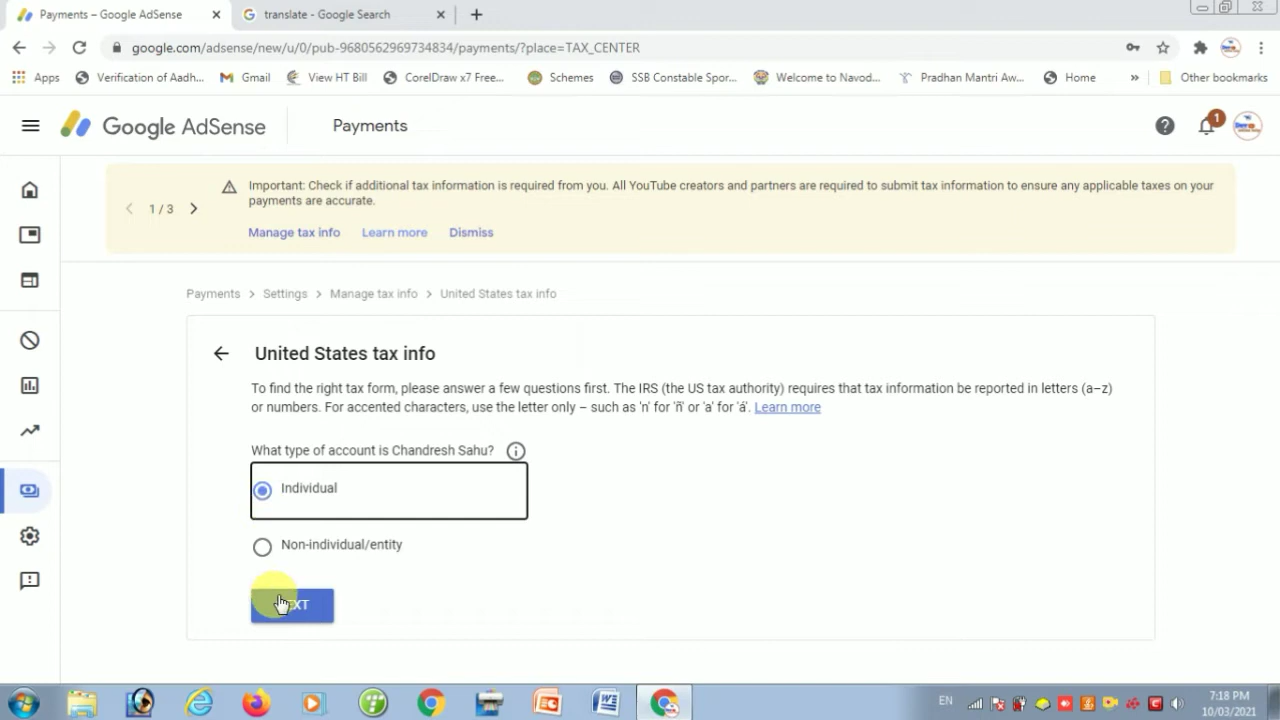 Payments – Google AdSense
translate - Google Search
google.com/adsense/new/u/0/pub-9680562969734834/payments/?place=TAX_CENTER
Apps
Verification of Aadh...
Gmail
View HT Bill
CorelDraw x7 Free...
Schemes
SSB Constable Spor...
Welcome to Navod...
Pradhan Mantri Aw...
Home
»
Other bookmarks
Google AdSense
Payments
1
1 / 3
Important: Check if additional tax information is required from you. All YouTube creators and partners are required to submit tax information to ensure any applicable taxes on your
payments are accurate.
Manage tax info
Learn more
Dismiss
Payments > Settings > Manage tax info > United States tax info
United States tax info
To find the right tax form, please answer a few questions first. The IRS (the US tax authority) requires that tax information be reported in letters (a–z)
or numbers. For accented characters, use the letter only – such as 'n' for 'ñ' or 'a' for 'á'. Learn more
What type of account is Chandresh Sahu?
Individual
Non-individual/entity
EN
7:18 PM
10/03/2021